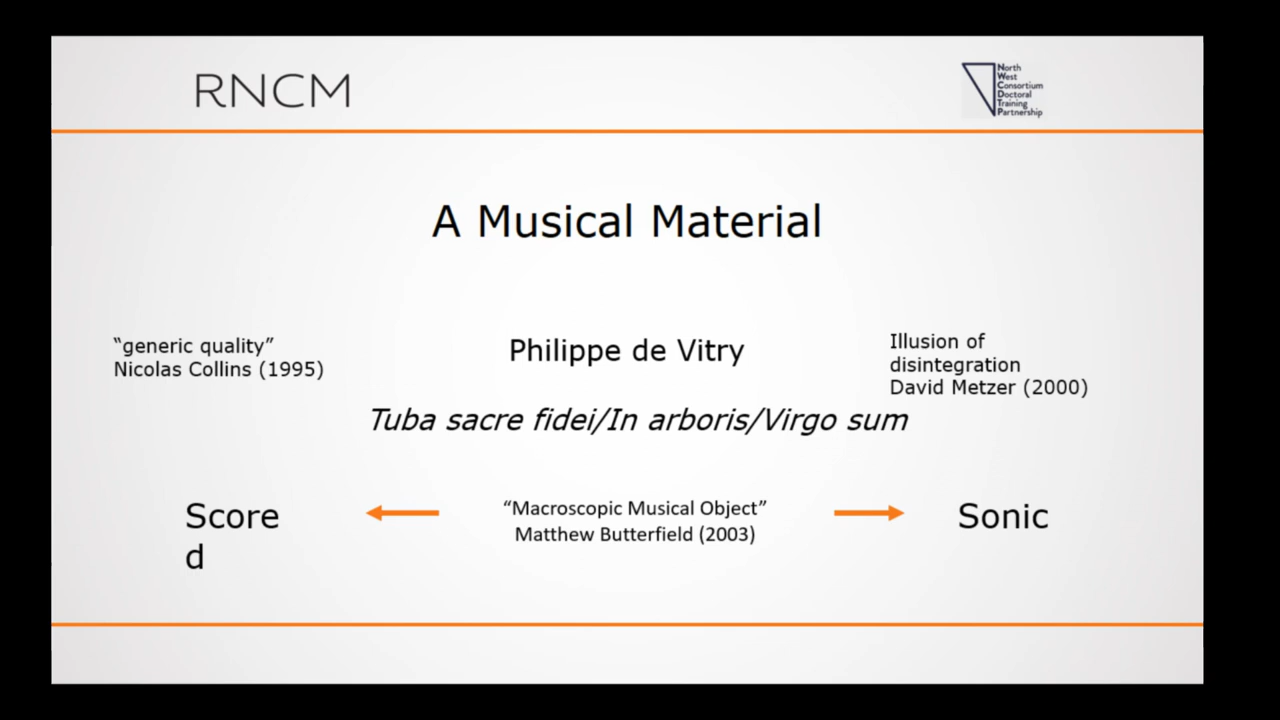 RNCM
North
West
Consortium
Doctoral
Training
Partnership
A Musical Material
“generic quality”
Nicolas Collins (1995)
Philippe de Vitry
Illusion of
disintegration
David Metzer (2000)
Tuba sacre fidei/In arboris/Virgo sum
Score
d
“Macroscopic Musical Object”
Matthew Butterfield (2003)
Sonic